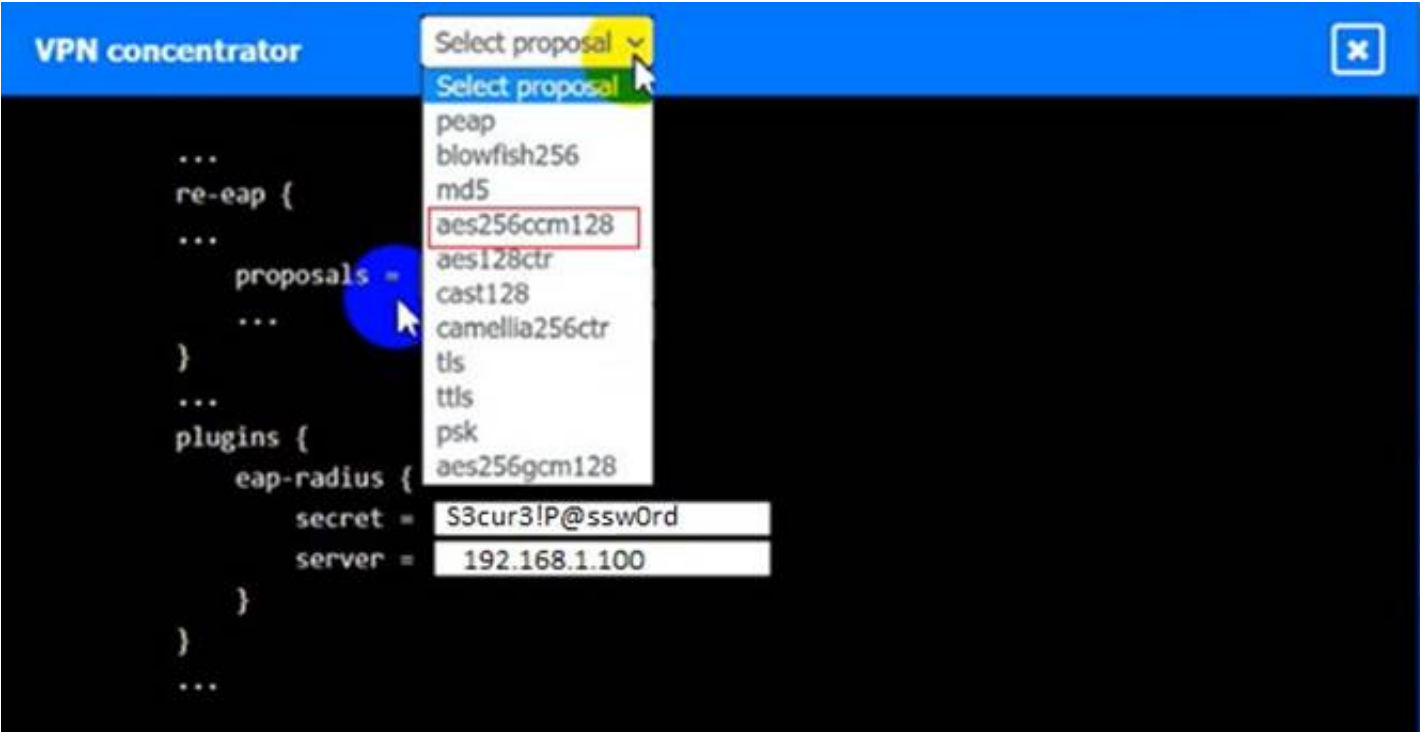 VPN concentrator
Select proposal
Select proposal
peap
blowfish256
md5
aes256ccm128
aes128ctr
cast128
camellia256ctr
tls
ttls
psk
aes256gcm128
...
re-eap {
...
proposals =
...
}
...
plugins {
eap-radius {
secret = S3cur3!P@ssw0rd
server = 192.168.1.100
}
}
...